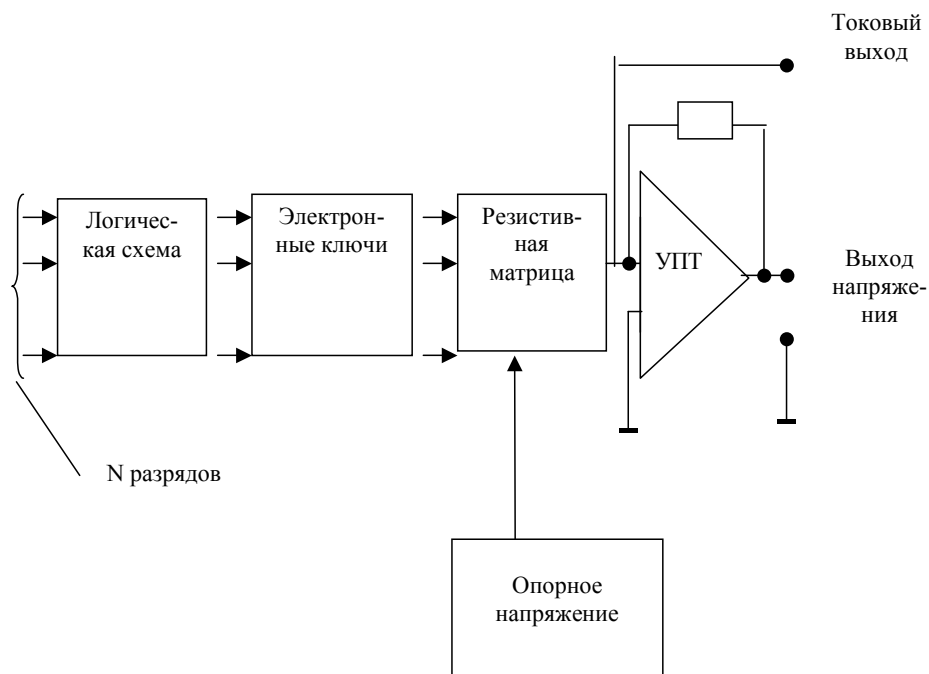 Токовый
выход
Логичес-
кая схема
Электрон-
ные ключи
Резистив-
ная
матрица
УПТ
Выход
напряже-
ния
N разрядов
Опорное
напряжение